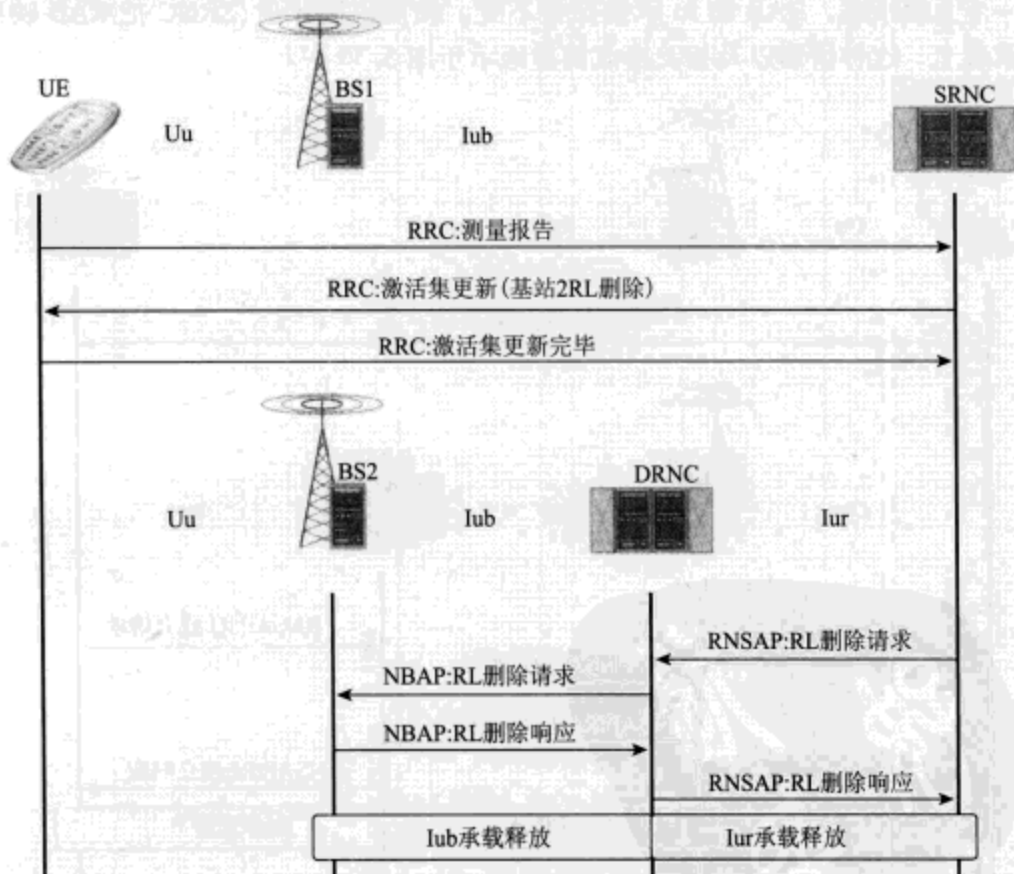 UE
BS1
SRNC
Uu
Iub
RRC:测量报告
RRC:激活集更新(基站2RL删除)
RRC:激活集更新完毕
BS2
DRNC
Uu
Iub
Iur
RNSAP:RL删除请求
NBAP:RL删除请求
NBAP:RL删除响应
RNSAP:RL删除响应
Iub承载释放
Iur承载释放